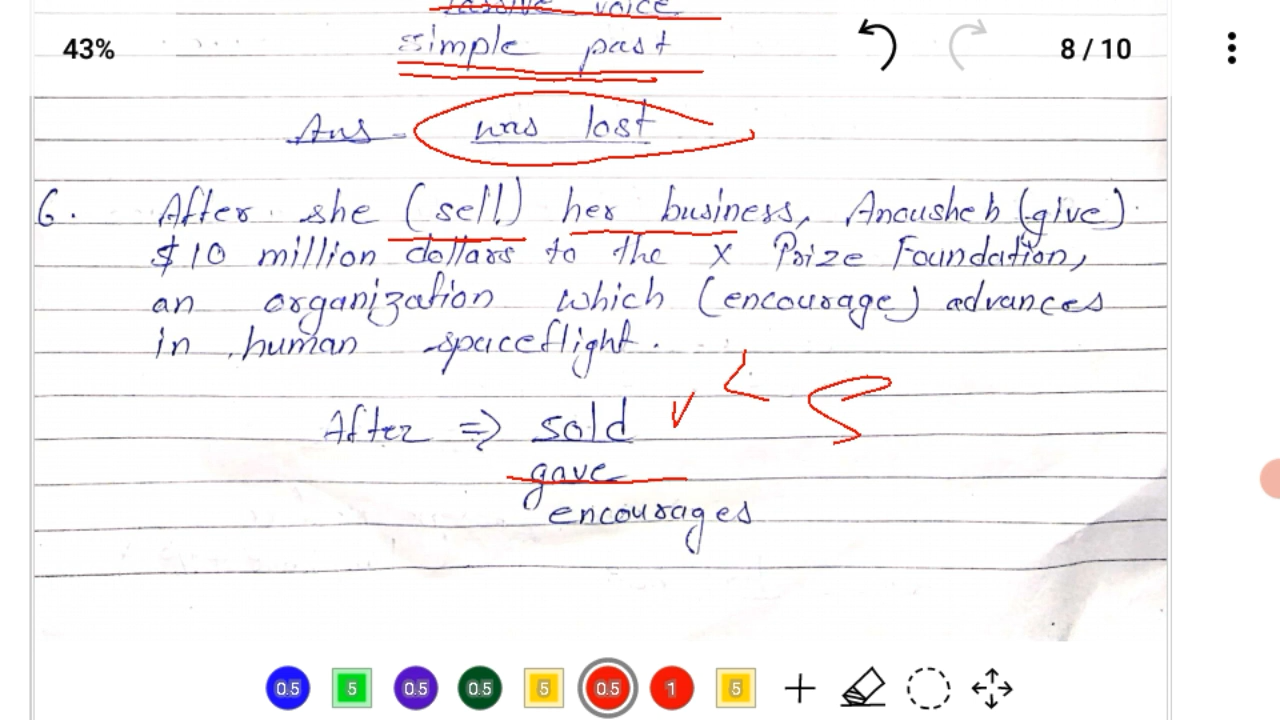 passive voice
43%
simple past
8 / 10
Ans - was lost
6. After she (sell) her business, Anousheh (give)
$10 million dollars to the X Prize Foundation,
an organization which (encourage) advances
in human spaceflight.
After ⇒ sold
gave
encourages
0.5 5 0.5 0.5 5 0.5 1 5